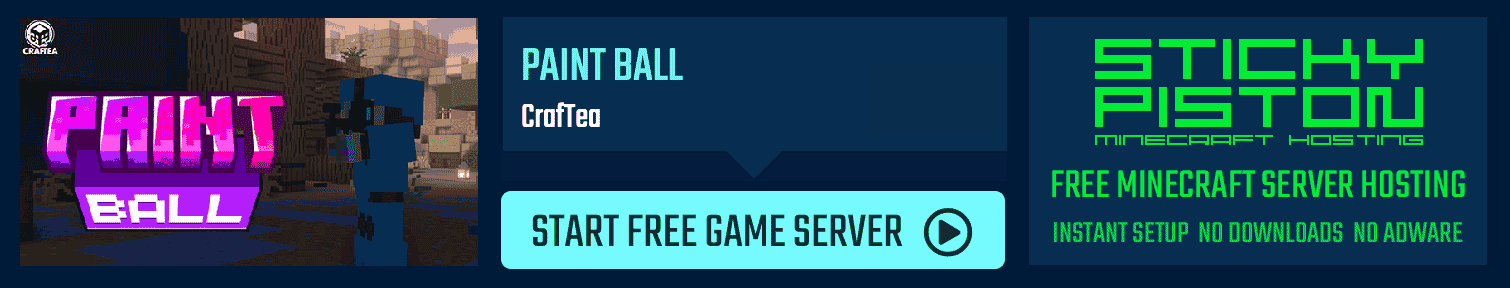 CRAFTEA
PAINT
BALL
PAINT BALL
CrafTea
START FREE GAME SERVER
STICKY
PISTON
MINECRAFT HOSTING
FREE MINECRAFT SERVER HOSTING
INSTANT SETUP NO DOWNLOADS NO ADWARE